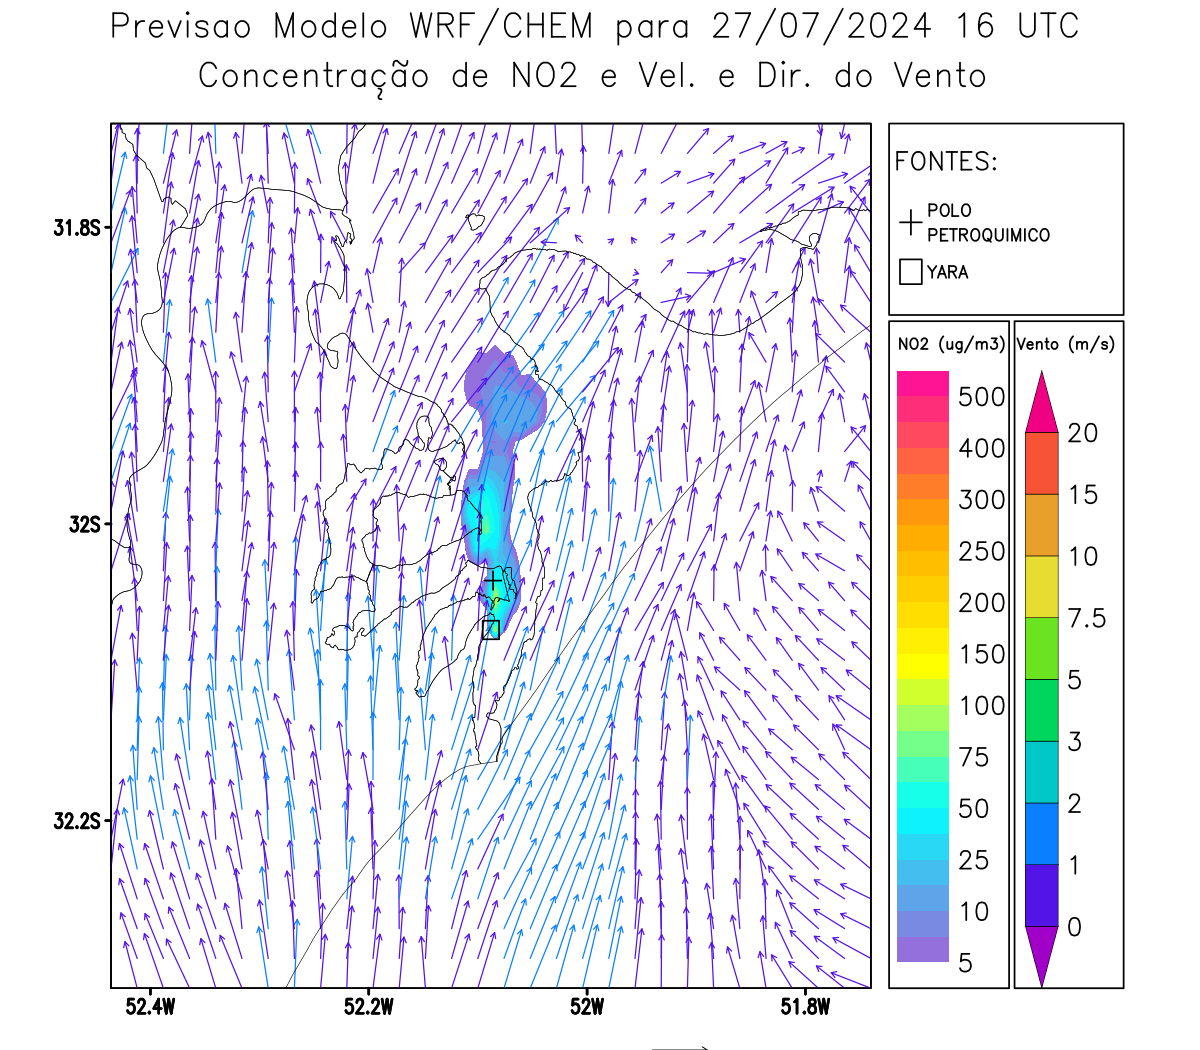 Previsao Modelo WRF/CHEM para 27/07/2024 16 UTC
Concentração de NO2 e Vel. e Dir. do Vento
FONTES:
POLO
PETROQUIMICO
YARA
NO2 (ug/m3)
500
400
300
250
200
150
100
75
50
25
10
5
Vento (m/s)
20
15
10
7.5
5
3
2
1
0
31.8S
32S
32.2S
52.4W
52.2W
52W
51.8W